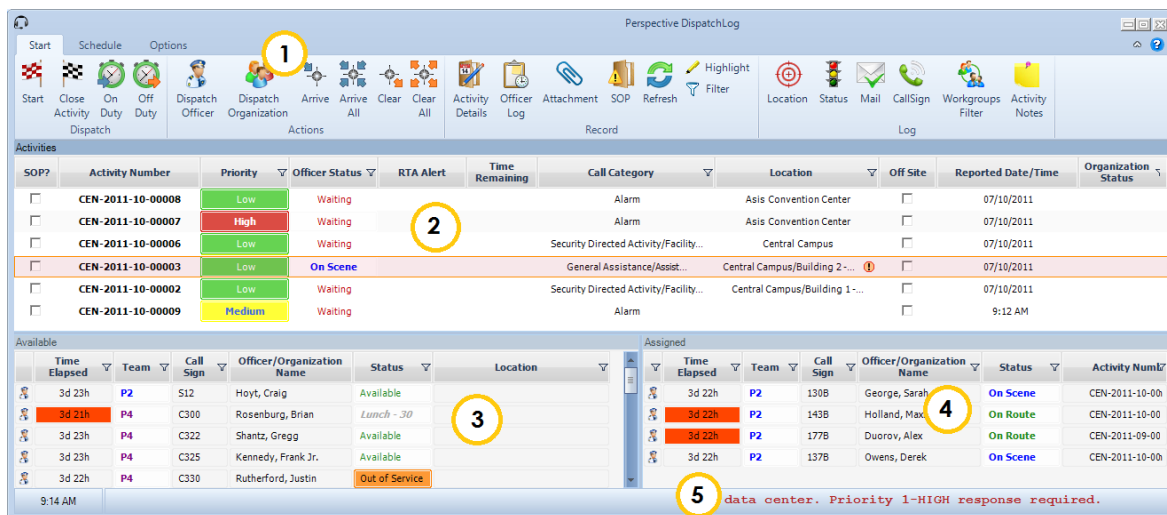 Perspective DispatchLog
Start Schedule Options
1
Start Close Activity On Duty Off Duty Dispatch Officer Dispatch Organization Arrive Arrive All Clear Clear All Activity Details Officer Log Attachment SOP Refresh Highlight Filter Location Status Mail CallSign Workgroups Filter Activity Notes
Dispatch Actions Record Log
Activities
SOP? Activity Number Priority Officer Status RTA Alert Time Remaining Call Category Location Off Site Reported Date/Time Organization Status
CEN-2011-10-00008 Low Waiting Alarm Asis Convention Center 07/10/2011
CEN-2011-10-00007 High Waiting Alarm Asis Convention Center 07/10/2011
2
CEN-2011-10-00006 Low Waiting Security Directed Activity/Facility... Central Campus 07/10/2011
CEN-2011-10-00003 Low On Scene General Assistance/Assist... Central Campus/Building 2 -... 07/10/2011
CEN-2011-10-00002 Low Waiting Security Directed Activity/Facility... Central Campus/Building 1 -... 07/10/2011
CEN-2011-10-00009 Medium Waiting Alarm 9:12 AM
Available
Time Elapsed Team Call Sign Officer/Organization Name Status Location
3d 23h P2 S12 Hoyt, Craig Available
3d 21h P4 C300 Rosenburg, Brian Lunch - 30
3
3d 23h P4 C322 Shantz, Gregg Available
3d 23h P4 C325 Kennedy, Frank Jr. Available
3d 22h P4 C330 Rutherford, Justin Out of Service
Assigned
Time Elapsed Team Call Sign Officer/Organization Name Status Activity Num
3d 22h P2 130B George, Sarah On Scene CEN-2011-10-00
3d 22h P2 143B Holland, Max On Route CEN-2011-10-00
4
3d 22h P2 177B Duorov, Alex On Route CEN-2011-09-00
3d 22h P2 137B Owens, Derek On Scene CEN-2011-10-00
9:14 AM
5
data center. Priority 1-HIGH response required.